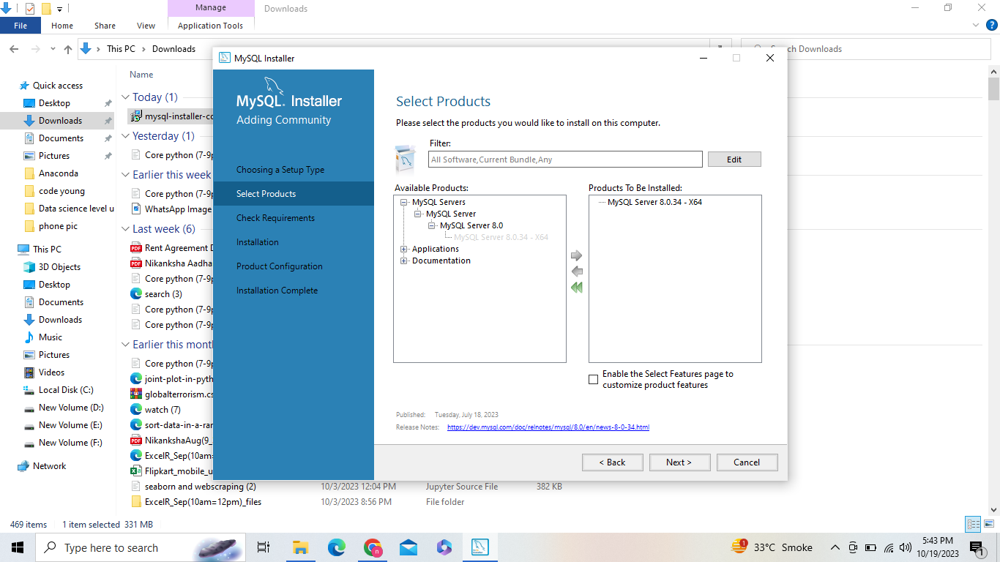 Manage
Downloads
File
Home
Share
View
Application Tools
This PC
Downloads
ch Downloads
Name
Quick access
Desktop
Downloads
Documents
Pictures
Anaconda
code young
Data science level u
phone pic
This PC
3D Objects
Desktop
Documents
Downloads
Music
Pictures
Videos
Local Disk (C:)
New Volume (D:)
New Volume (E:)
New Volume (F:)
Network
Today (1)
mysql-installer-co
Yesterday (1)
Core python (7-9p
Earlier this week
Core python (7-9p
WhatsApp Image
Last week (6)
Rent Agreement D
Nikanksha Aadha
Core python (7-9p
search (3)
Core python (7-9p
Core python (7-9p
Earlier this month
Core python (7-9p
joint-plot-in-pyth
globalterrorism.cs
watch (7)
sort-data-in-a-ran
NikankshaAug(9_
ExcelR_Sep(10am=
Flipkart_mobile_u
seaborn and webscraping (2) 10/3/2023 12:04 PM Jupyter Source File 382 KB
ExcelR_Sep(10am=12pm)_files 10/3/2023 8:56 PM File folder
MySQL Installer
MySQL. Installer
Adding Community
Choosing a Setup Type
Select Products
Check Requirements
Installation
Product Configuration
Installation Complete
Select Products
Please select the products you would like to install on this computer.
Filter:
All Software,Current Bundle,Any
Edit
Available Products:
MySQL Servers
MySQL Server
MySQL Server 8.0
MySQL Server 8.0.34 - X64
Applications
Documentation
Products To Be Installed:
MySQL Server 8.0.34 - X64
Enable the Select Features page to
customize product features
Published: Tuesday, July 18, 2023
Release Notes: https://dev.mysql.com/doc/relnotes/mysql/8.0/en/news-8-0-34.html
< Back
Next >
Cancel
469 items 1 item selected 331 MB
Type here to search
n
1
33°C Smoke
5:43 PM
10/19/2023
1